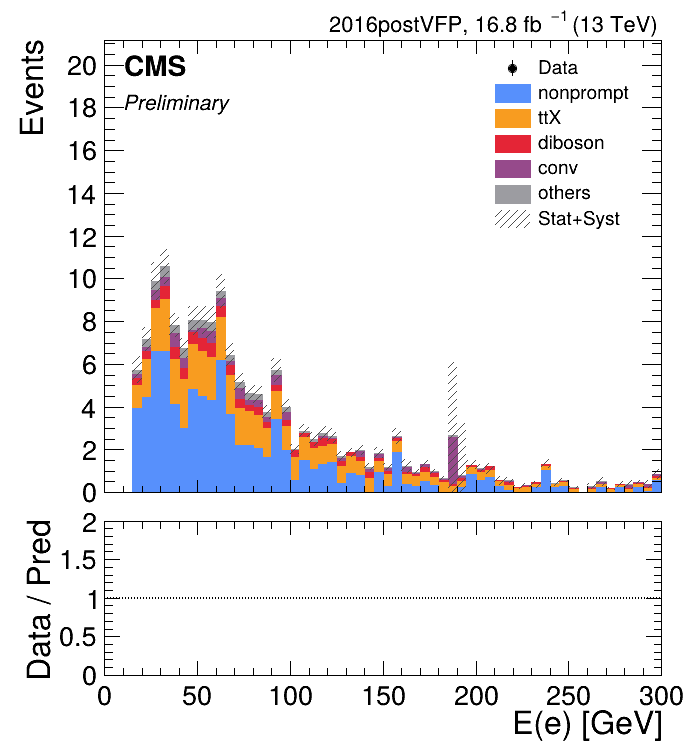 2016postVFP, 16.8 fb⁻¹ (13 TeV)
Events
CMS
Preliminary
Data
nonprompt
ttX
diboson
conv
others
Stat+Syst
20
18
16
14
12
10
8
6
4
2
0
Data / Pred
2
1.5
1
0.5
0
0 50 100 150 200 250 300
E(e) [GeV]